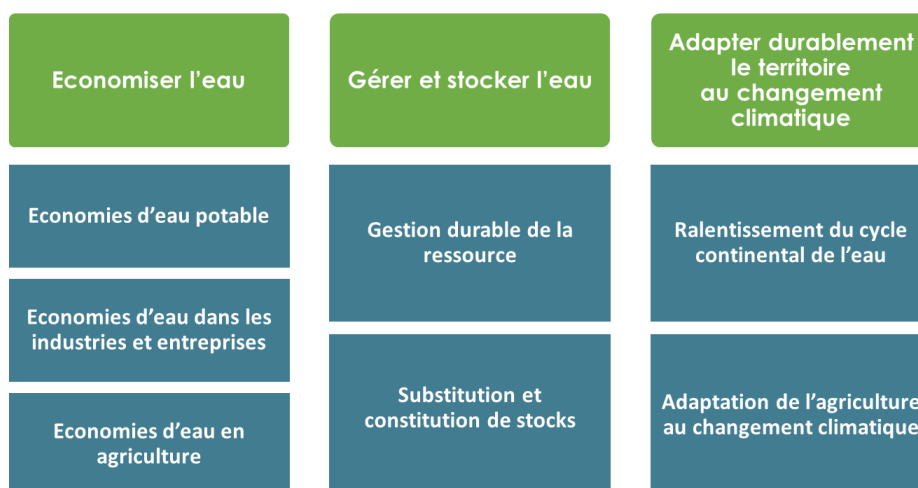 Economiser l'eau
Economies d'eau potable
Economies d'eau dans les
industries et entreprises
Economies d'eau en
agriculture
Gérer et stocker l'eau
Gestion durable de la
ressource
Substitution et
constitution de stocks
Adapter durablement
le territoire
au changement
climatique
Ralentissement du cycle
continental de l'eau
Adaptation de l'agriculture
au changement climatique